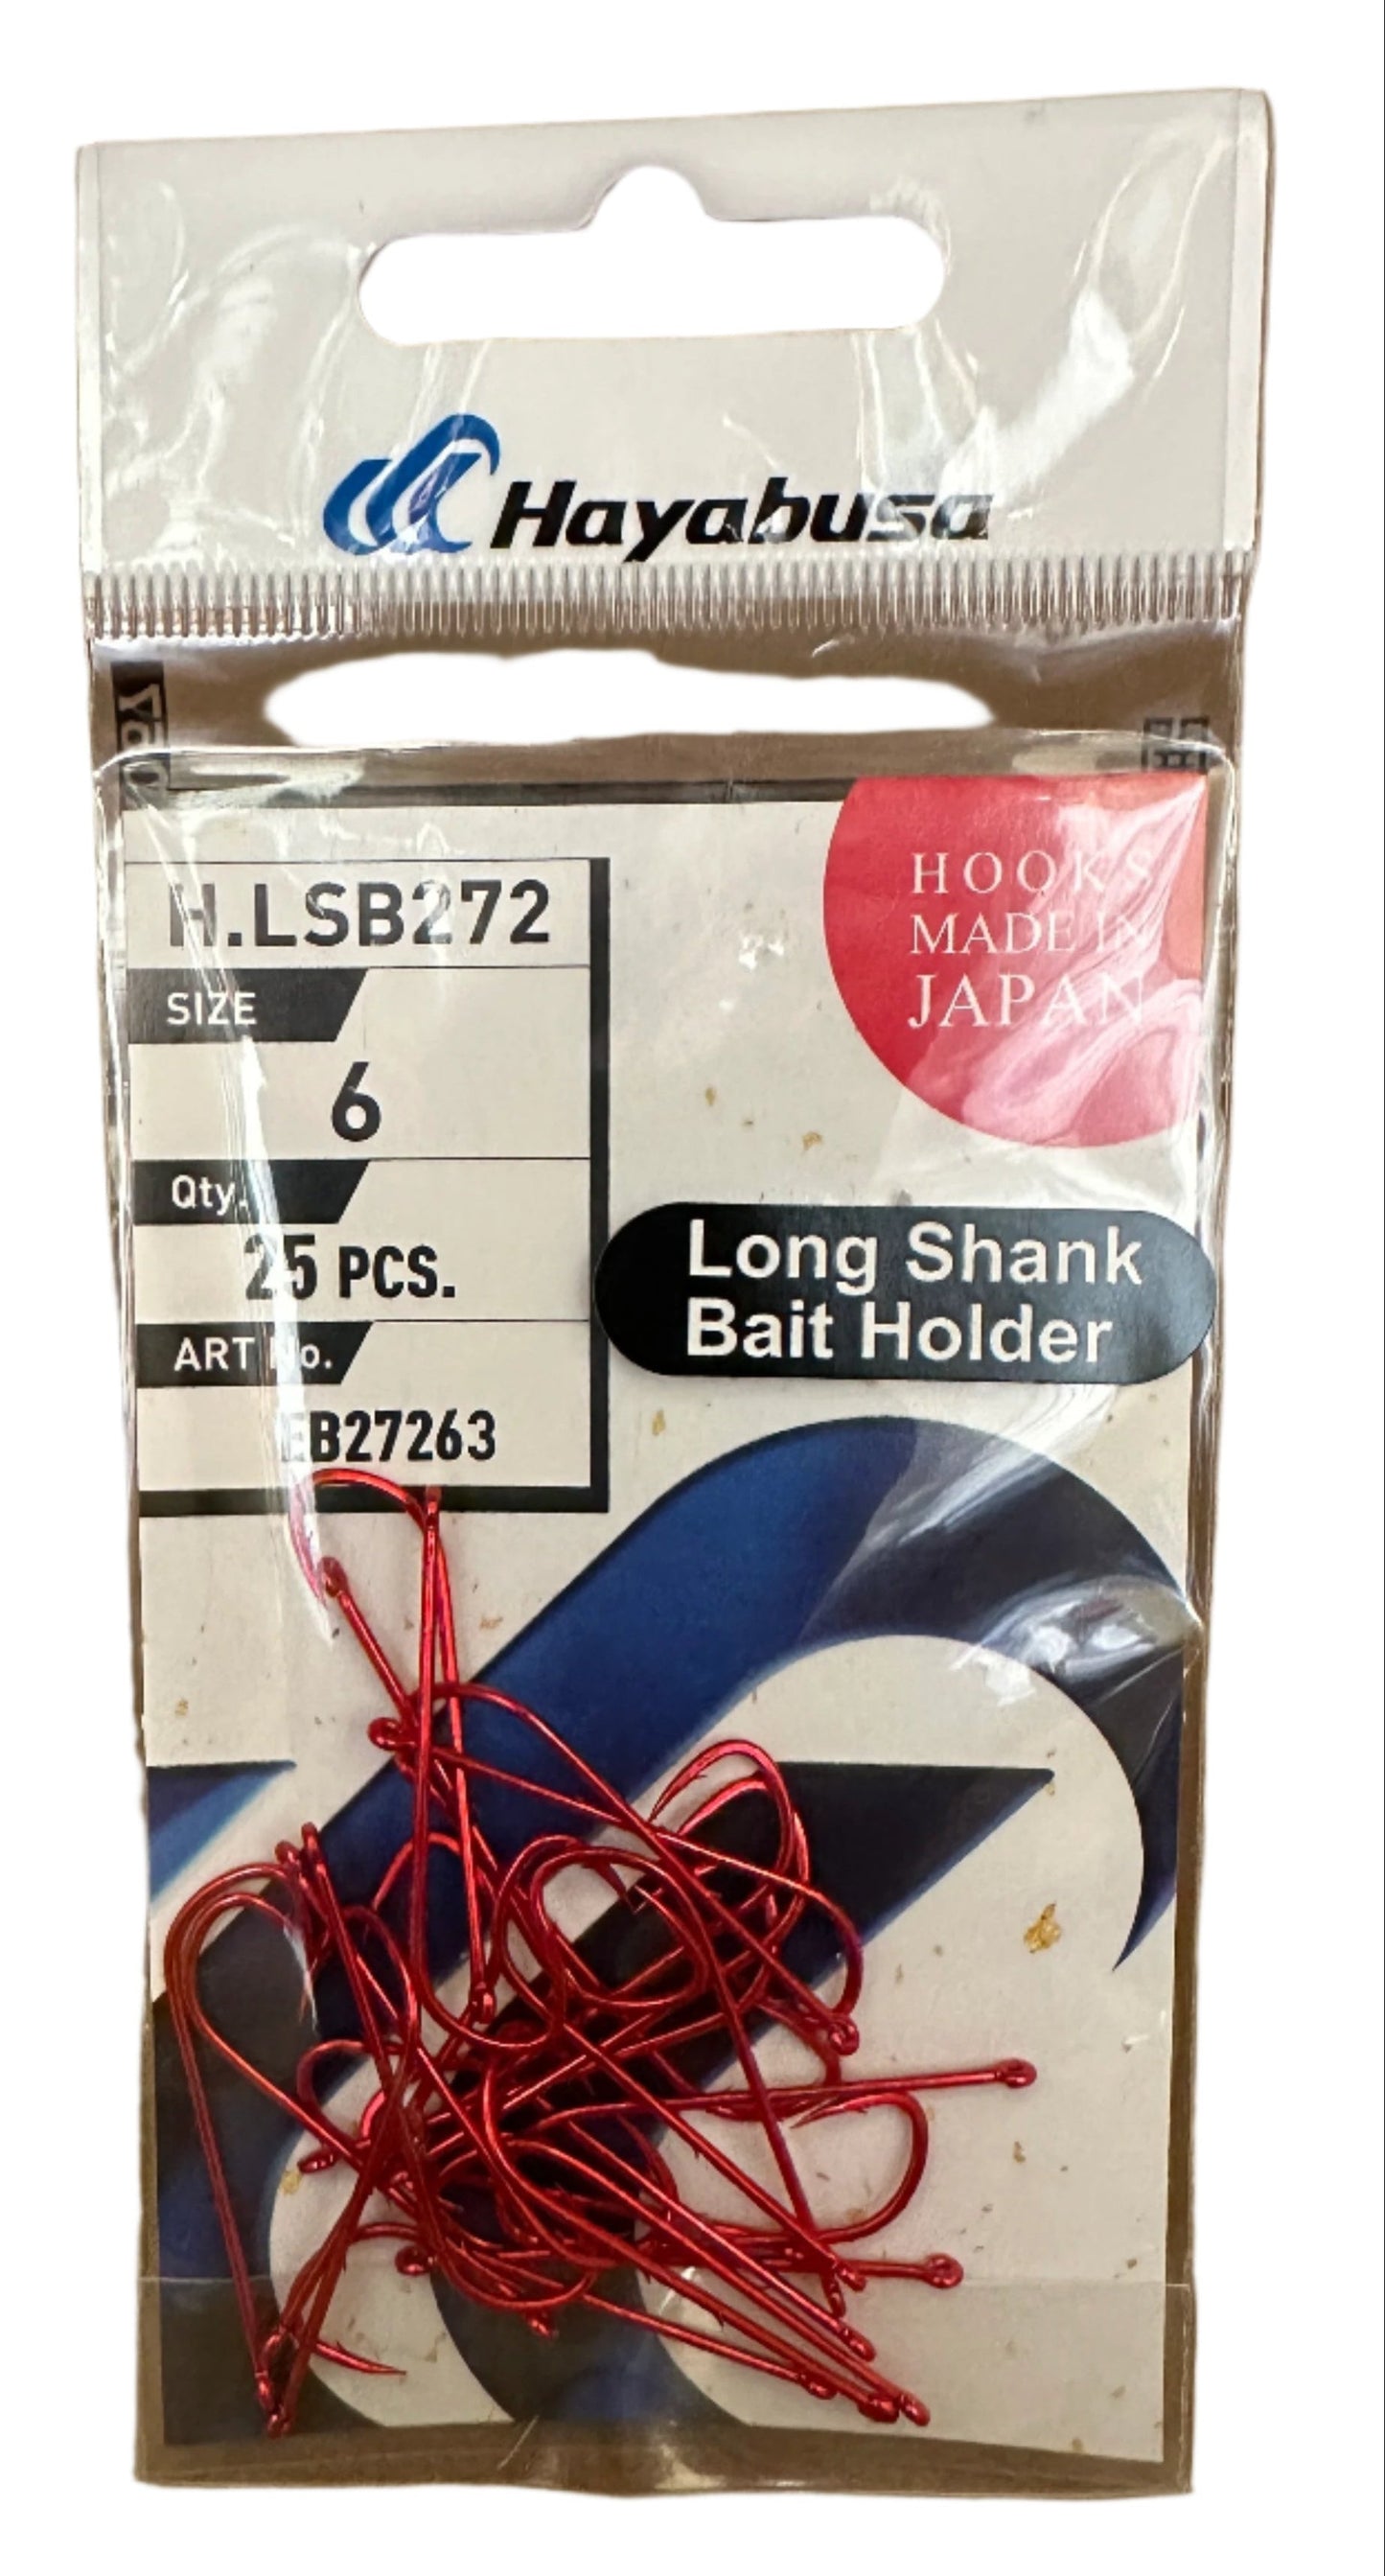 Hayabusa
H.LSB272
SIZE
6
Qty.
25 PCS.
ART No.
EB27263
HOOKS
MADE IN
JAPAN
Long Shank
Bait Holder